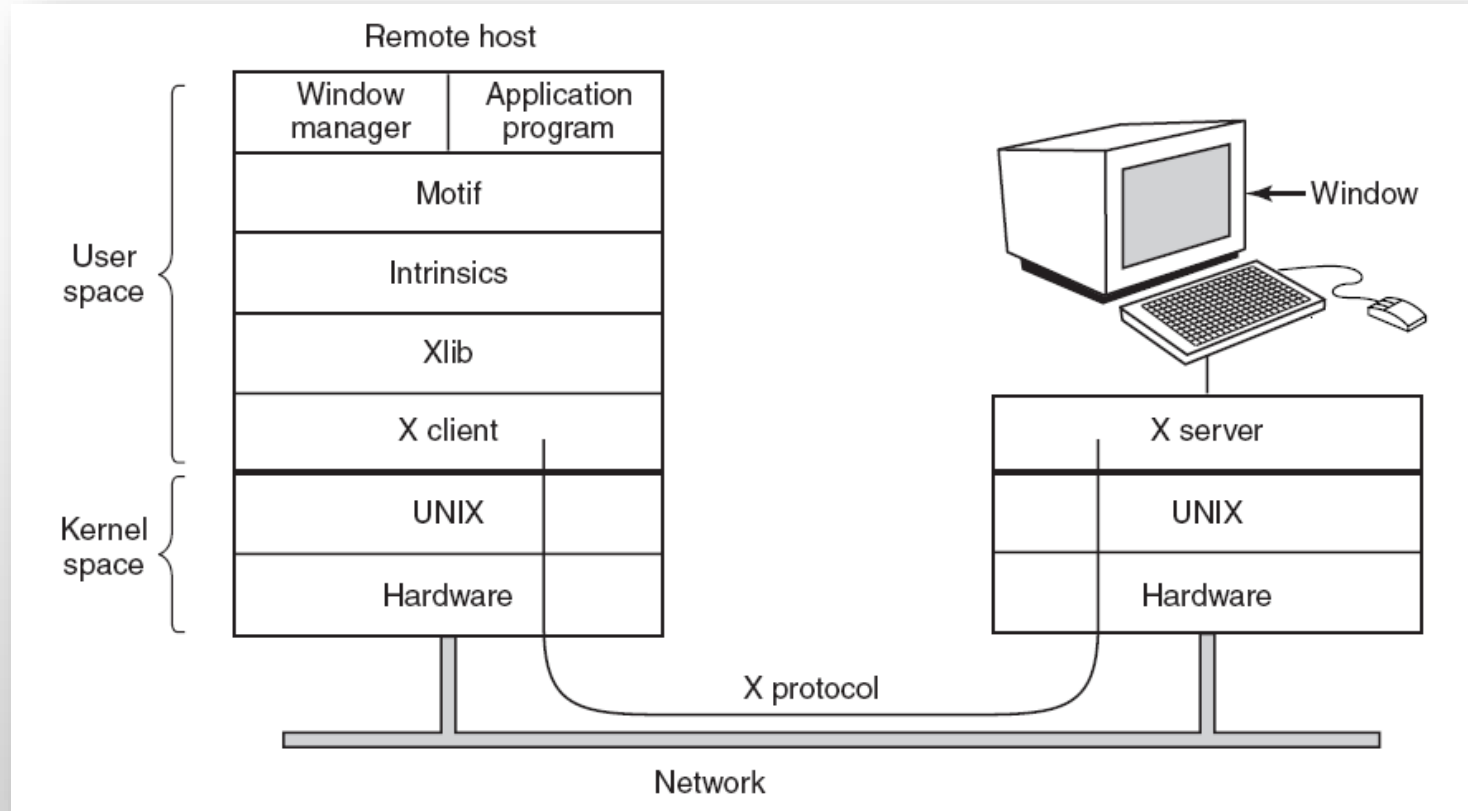 Remote host
Window
manager
Application
program
Motif
Intrinsics
Xlib
X client
UNIX
Hardware
User
space
Kernel
space
Window
X server
UNIX
Hardware
X protocol
Network